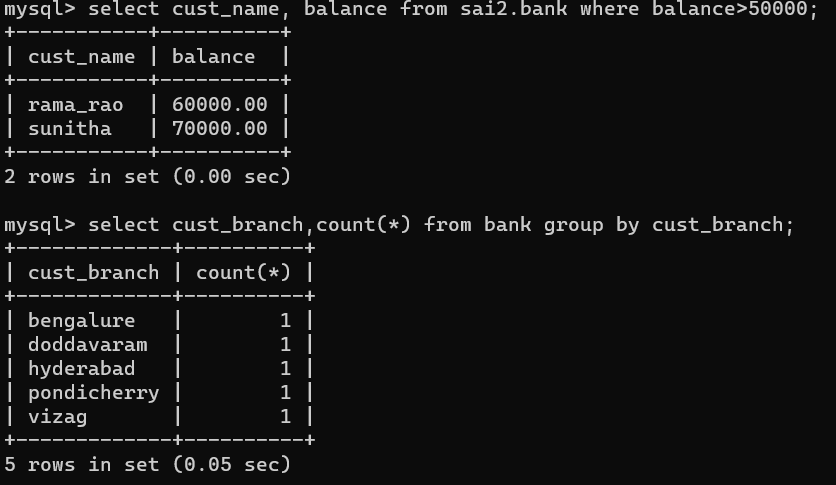 mysql> select cust_name, balance from sai2.bank where balance>50000;
+-----------+----------+
| cust_name | balance  |
+-----------+----------+
| rama_rao  | 60000.00 |
| sunitha   | 70000.00 |
+-----------+----------+
2 rows in set (0.00 sec)

mysql> select cust_branch,count(*) from bank group by cust_branch;
+-------------+----------+
| cust_branch | count(*) |
+-------------+----------+
| bengalure   |        1 |
| doddavaram  |        1 |
| hyderabad   |        1 |
| pondicherry |        1 |
| vizag       |        1 |
+-------------+----------+
5 rows in set (0.05 sec)